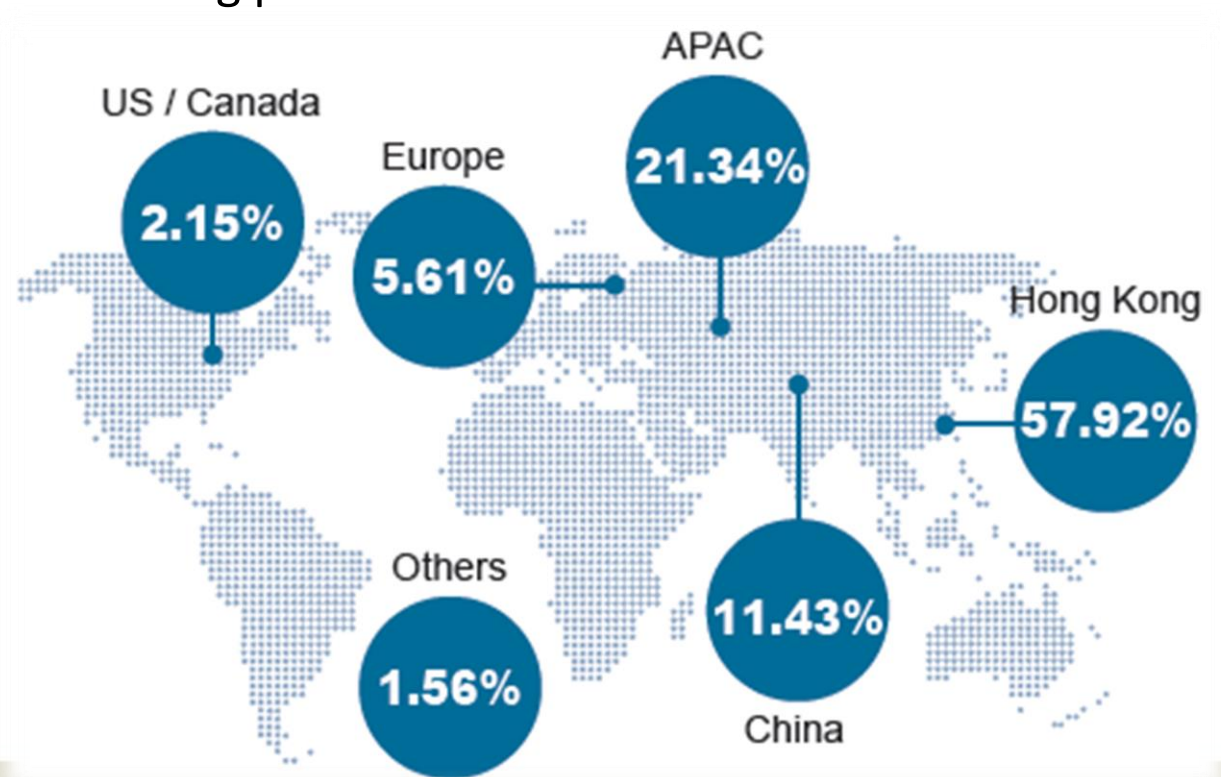 APAC
21.34%
US / Canada
2.15%
Europe
5.61%
Hong Kong
57.92%
Others
1.56%
11.43%
China